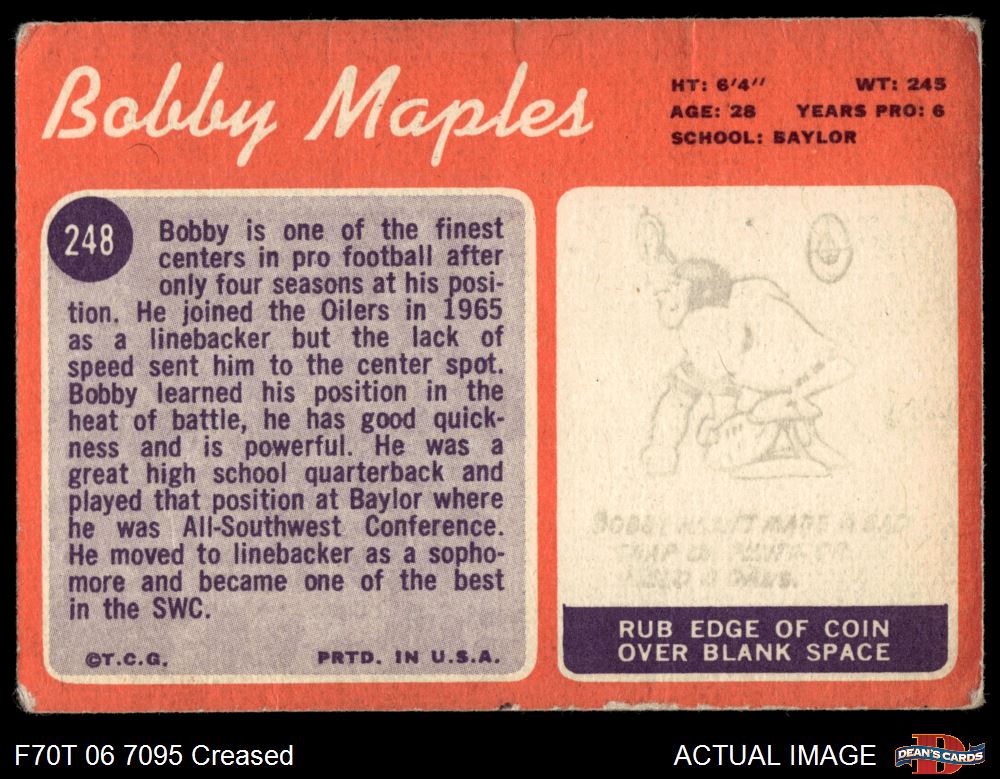 Bobby Maples
HT: 6'4" WT: 245
AGE: 28 YEARS PRO: 6
SCHOOL: BAYLOR
248
Bobby is one of the finest
centers in pro football after
only four seasons at his posi-
tion. He joined the Oilers in 1965
as a linebacker but the lack of
speed sent him to the center spot.
Bobby learned his position in the
heat of battle, he has good quick-
ness and is powerful. He was a
great high school quarterback and
played that position at Baylor where
he was All-Southwest Conference.
He moved to linebacker as a sopho-
more and became one of the best
in the SWC.
©T.C.G. PRTD. IN U.S.A.
RUB EDGE OF COIN
OVER BLANK SPACE
F70T 06 7095 Creased
ACTUAL IMAGE
DEAN'S CARDS